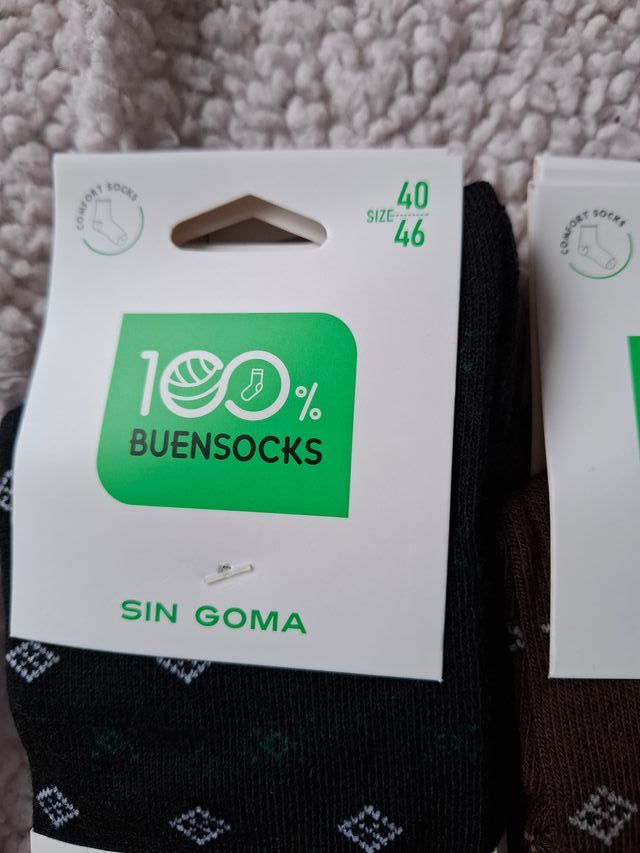 COMFORT SOCKS
SIZE 40
46
100%
BUENSOCKS
SIN GOMA
COMFORT SOCKS